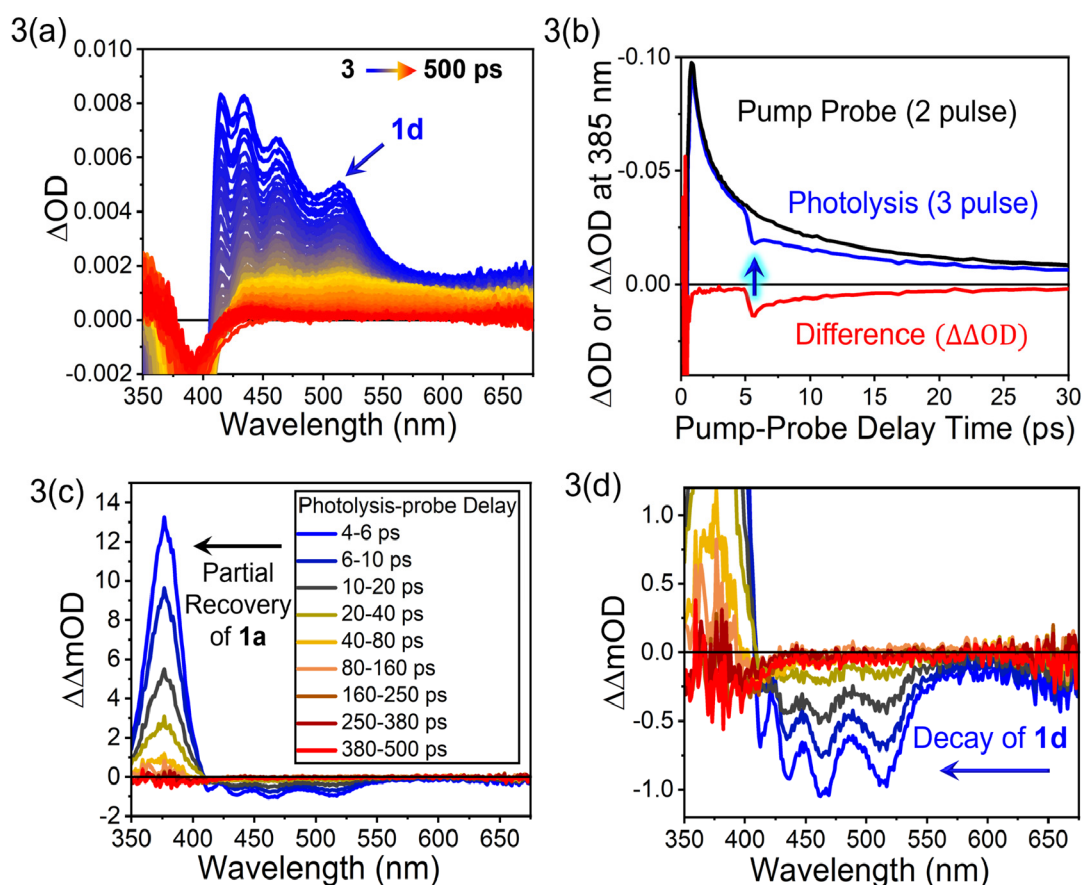 3(a)
0.010
0.008
0.006
0.004
0.002
0.000
-0.002
ΔOD
3 → 500 ps
1d
350 400 450 500 550 600 650
Wavelength (nm)
3(b)
-0.10
-0.05
0.00
ΔOD or ΔΔOD at 385 nm
Pump Probe (2 pulse)
Photolysis (3 pulse)
Difference (ΔΔOD)
0 5 10 15 20 25 30
Pump-Probe Delay Time (ps)
3(c)
14
12
10
8
6
4
2
0
-2
ΔΔmOD
Partial
Recovery
of 1a
Photolysis-probe Delay
4-6 ps
6-10 ps
10-20 ps
20-40 ps
40-80 ps
80-160 ps
160-250 ps
250-380 ps
380-500 ps
350 400 450 500 550 600 650
Wavelength (nm)
3(d)
1.0
0.5
0.0
-0.5
-1.0
ΔΔmOD
Decay of 1d
350 400 450 500 550 600 650
Wavelength (nm)